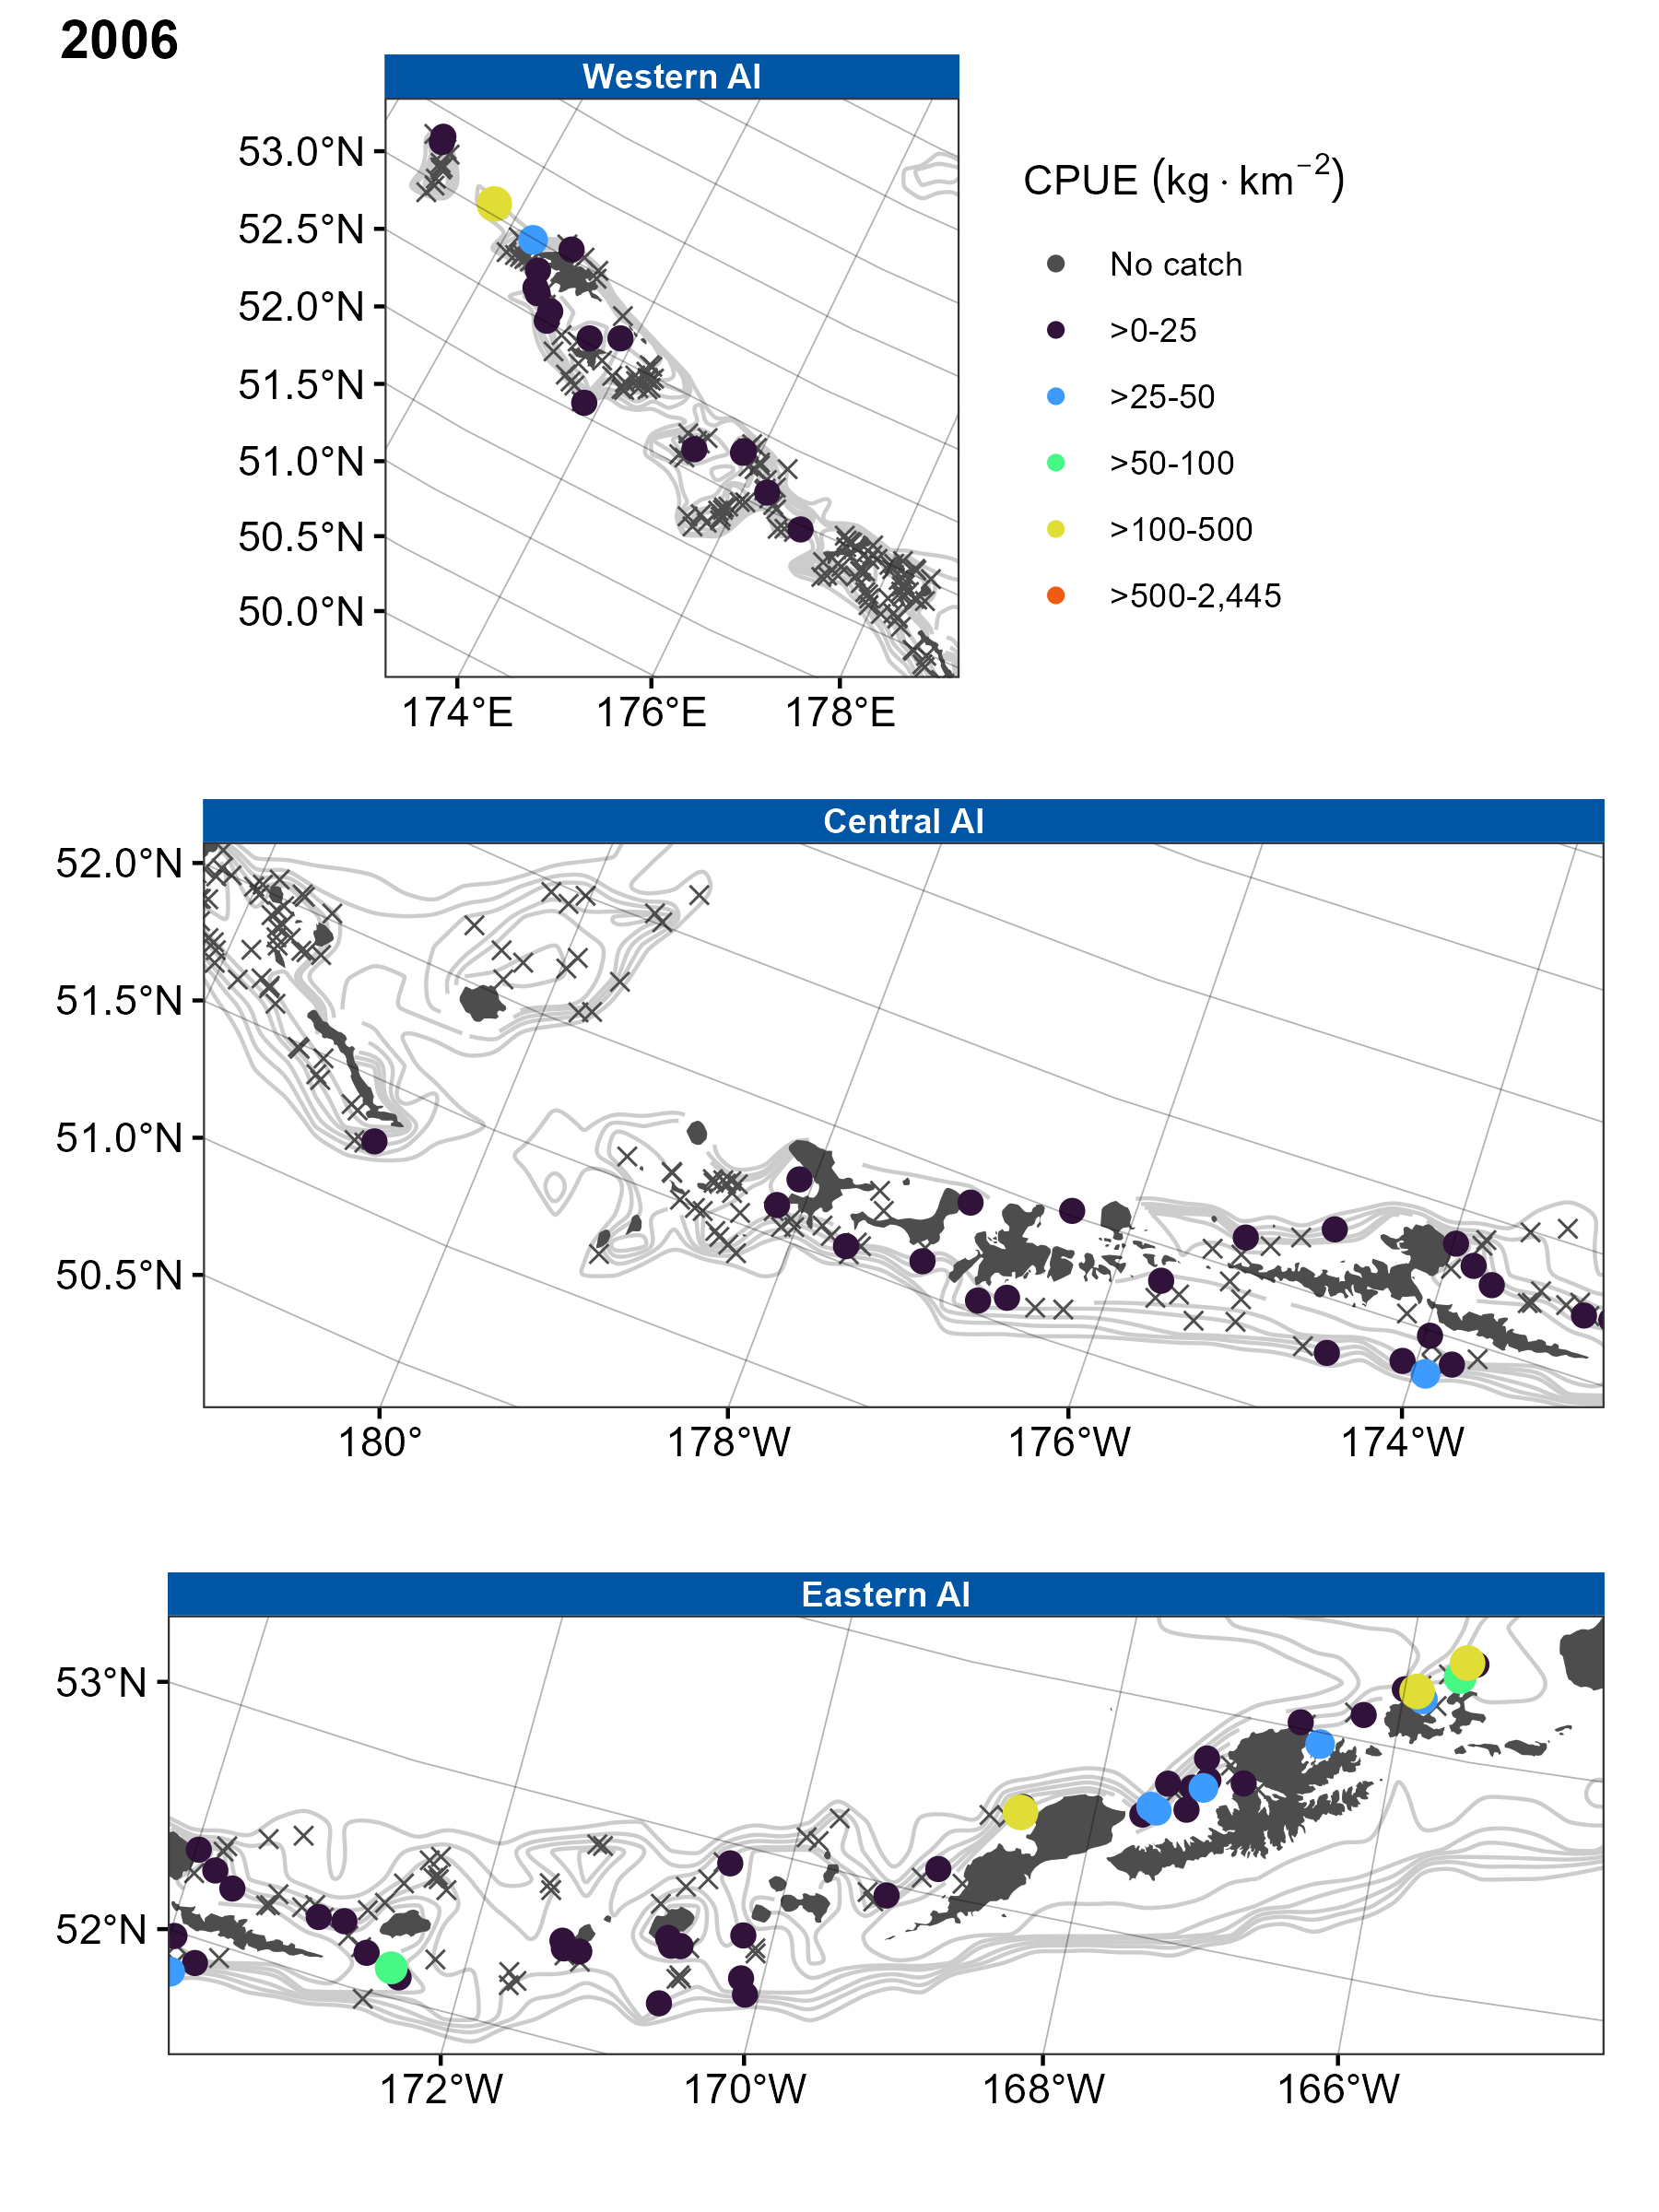 2006
Western AI
53.0°N
52.5°N
52.0°N
51.5°N
51.0°N
50.5°N
50.0°N
174°E 176°E 178°E
CPUE (kg · km⁻²)
No catch
>0-25
>25-50
>50-100
>100-500
>500-2,445
Central AI
52.0°N
51.5°N
51.0°N
50.5°N
180° 178°W 176°W 174°W
Eastern AI
53°N
52°N
172°W 170°W 168°W 166°W